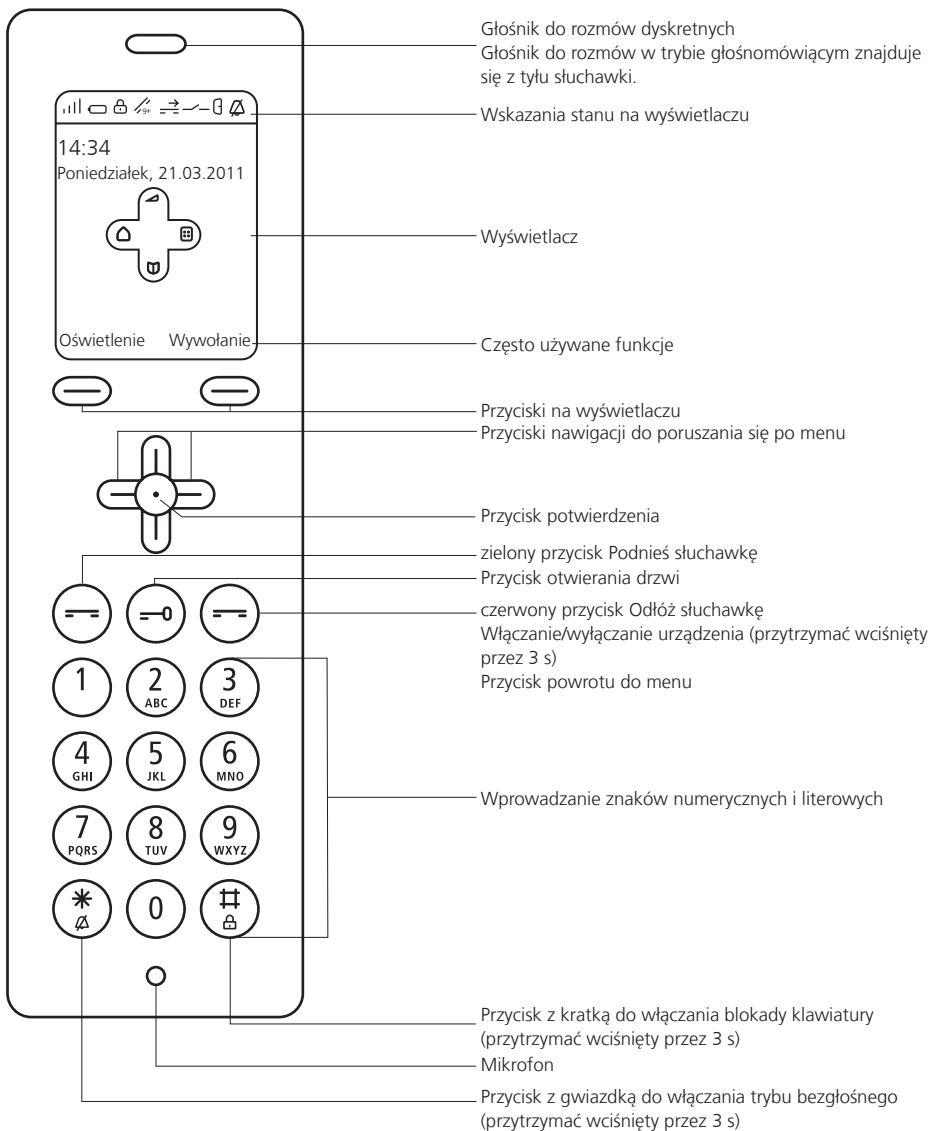 Głośnik do rozmów dyskretnych
Głośnik do rozmów w trybie głośnomówiącym znajduje
się z tyłu słuchawki.
9+
Wskazania stanu na wyświetlaczu
14:34
Poniedziałek, 21.03.2011
Wyświetlacz
Oświetlenie Wywołanie
Często używane funkcje
Przyciski na wyświetlaczu
Przyciski nawigacji do poruszania się po menu
Przycisk potwierdzenia
zielony przycisk Podnieś słuchawkę
Przycisk otwierania drzwi
czerwony przycisk Odłóż słuchawkę
Włączanie/wyłączanie urządzenia (przytrzymać wciśnięty
przez 3 s)
Przycisk powrotu do menu
1 2 3
ABC DEF
4 5 6
GHI JKL MNO
Wprowadzanie znaków numerycznych i literowych
7 8 9
PQRS TUV WXYZ
* 0 #
Przycisk z kratką do włączania blokady klawiatury
(przytrzymać wciśnięty przez 3 s)
Mikrofon
Przycisk z gwiazdką do włączania trybu bezgłośnego
(przytrzymać wciśnięty przez 3 s)